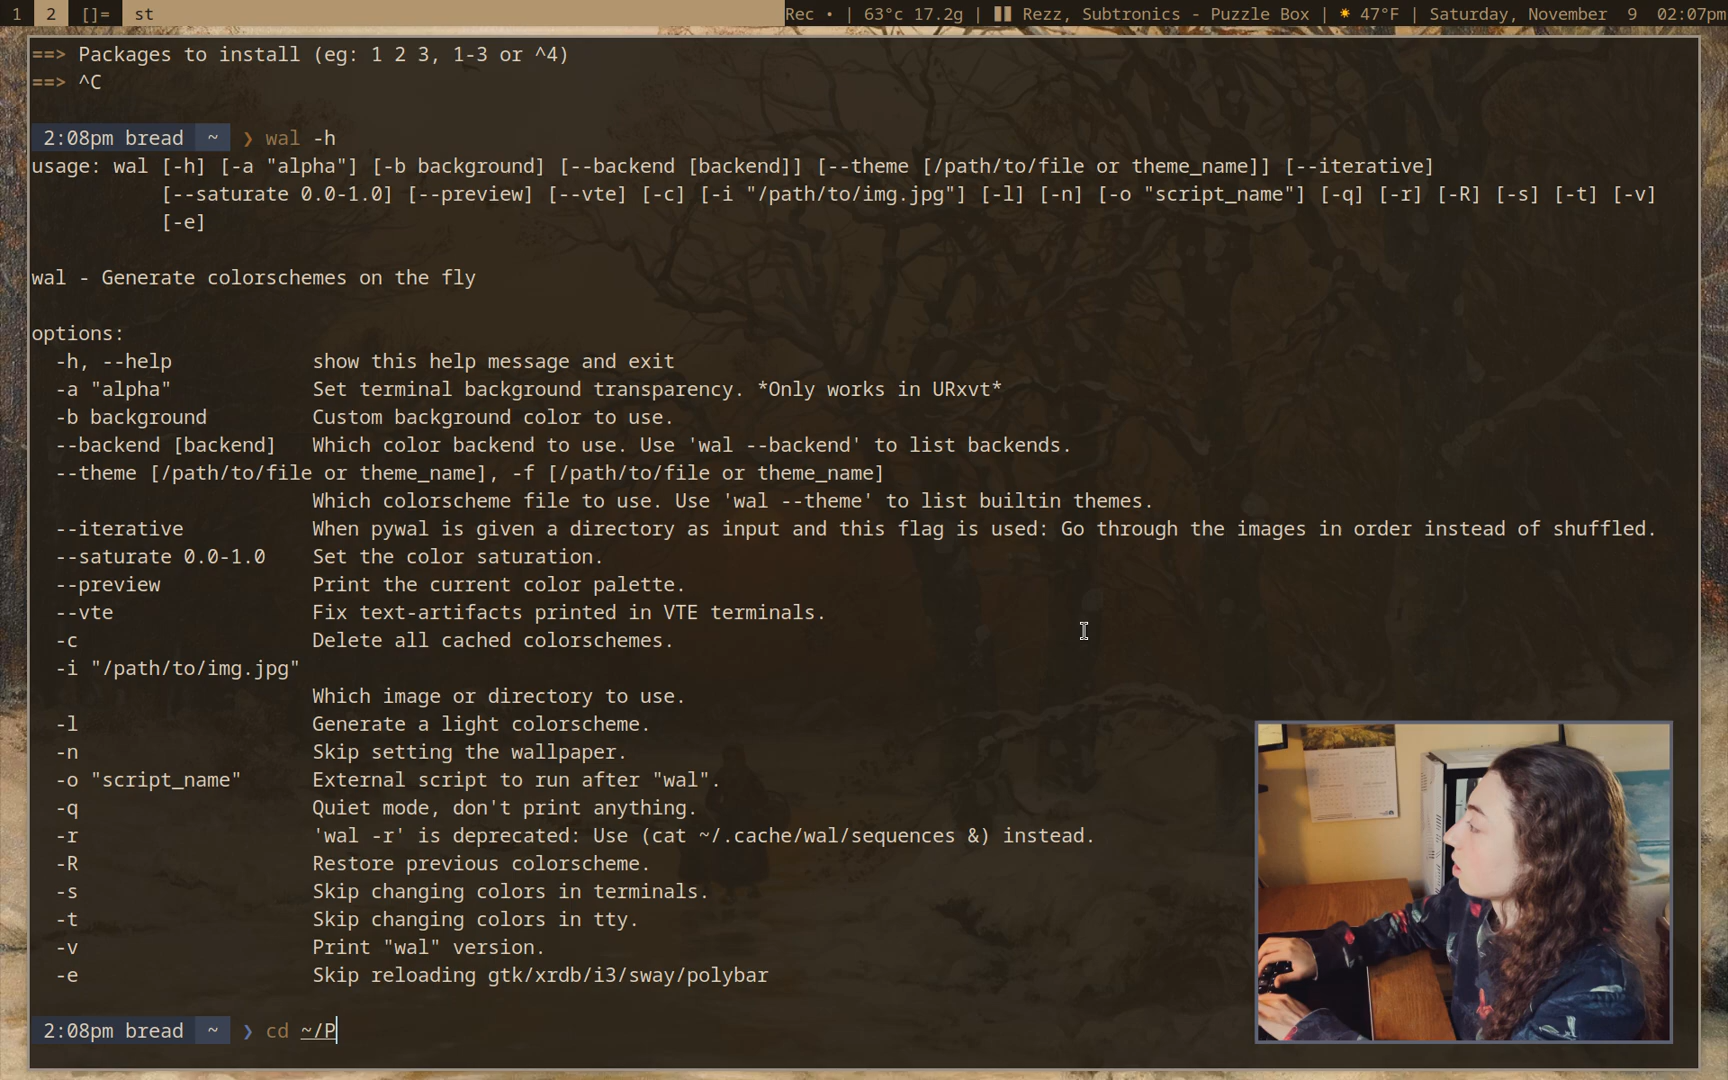 1 2 []= st Rec • | 63°c 17.2g | ▮▮ Rezz, Subtronics - Puzzle Box | ☀ 47°F | Saturday, November 9 02:07pm
==> Packages to install (eg: 1 2 3, 1-3 or ^4)
==> ^C
2:08pm bread ~ ❯ wal -h
usage: wal [-h] [-a "alpha"] [-b background] [--backend [backend]] [--theme [/path/to/file or theme_name]] [--iterative]
[--saturate 0.0-1.0] [--preview] [--vte] [-c] [-i "/path/to/img.jpg"] [-l] [-n] [-o "script_name"] [-q] [-r] [-R] [-s] [-t] [-v]
[-e]
wal - Generate colorschemes on the fly
options:
-h, --help show this help message and exit
-a "alpha" Set terminal background transparency. *Only works in URxvt*
-b background Custom background color to use.
--backend [backend] Which color backend to use. Use 'wal --backend' to list backends.
--theme [/path/to/file or theme_name], -f [/path/to/file or theme_name]
Which colorscheme file to use. Use 'wal --theme' to list builtin themes.
--iterative When pywal is given a directory as input and this flag is used: Go through the images in order instead of shuffled.
--saturate 0.0-1.0 Set the color saturation.
--preview Print the current color palette.
--vte Fix text-artifacts printed in VTE terminals.
-c Delete all cached colorschemes.
-i "/path/to/img.jpg"
Which image or directory to use.
-l Generate a light colorscheme.
-n Skip setting the wallpaper.
-o "script_name" External script to run after "wal".
-q Quiet mode, don't print anything.
-r 'wal -r' is deprecated: Use (cat ~/.cache/wal/sequences &) instead.
-R Restore previous colorscheme.
-s Skip changing colors in terminals.
-t Skip changing colors in tty.
-v Print "wal" version.
-e Skip reloading gtk/xrdb/i3/sway/polybar
2:08pm bread ~ ❯ cd ~/P